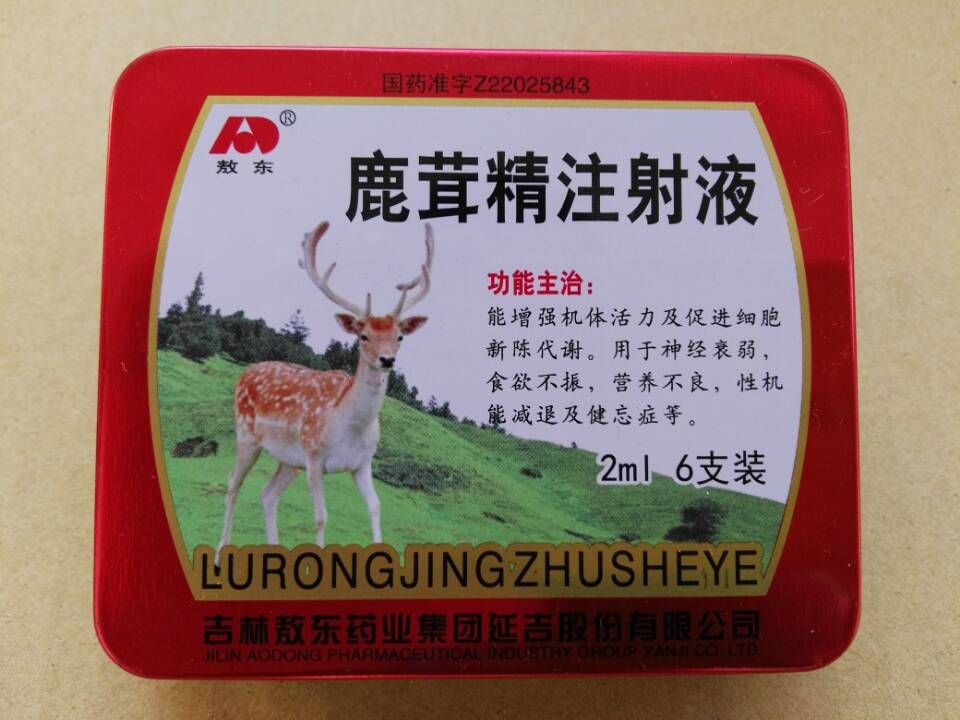 国药准字Z22025843
®
敖东
鹿茸精注射液
功能主治：
能增强机体活力及促进细胞
新陈代谢。用于神经衰弱，
食欲不振，营养不良，性机
能减退及健忘症等。
2ml 6支装
LURONGJINGZHUSHEYE
吉林敖东药业集团延吉股份有限公司
JILIN AODONG PHARMACEUTICAL INDUSTRY GROUP YANJI CO.,LTD.